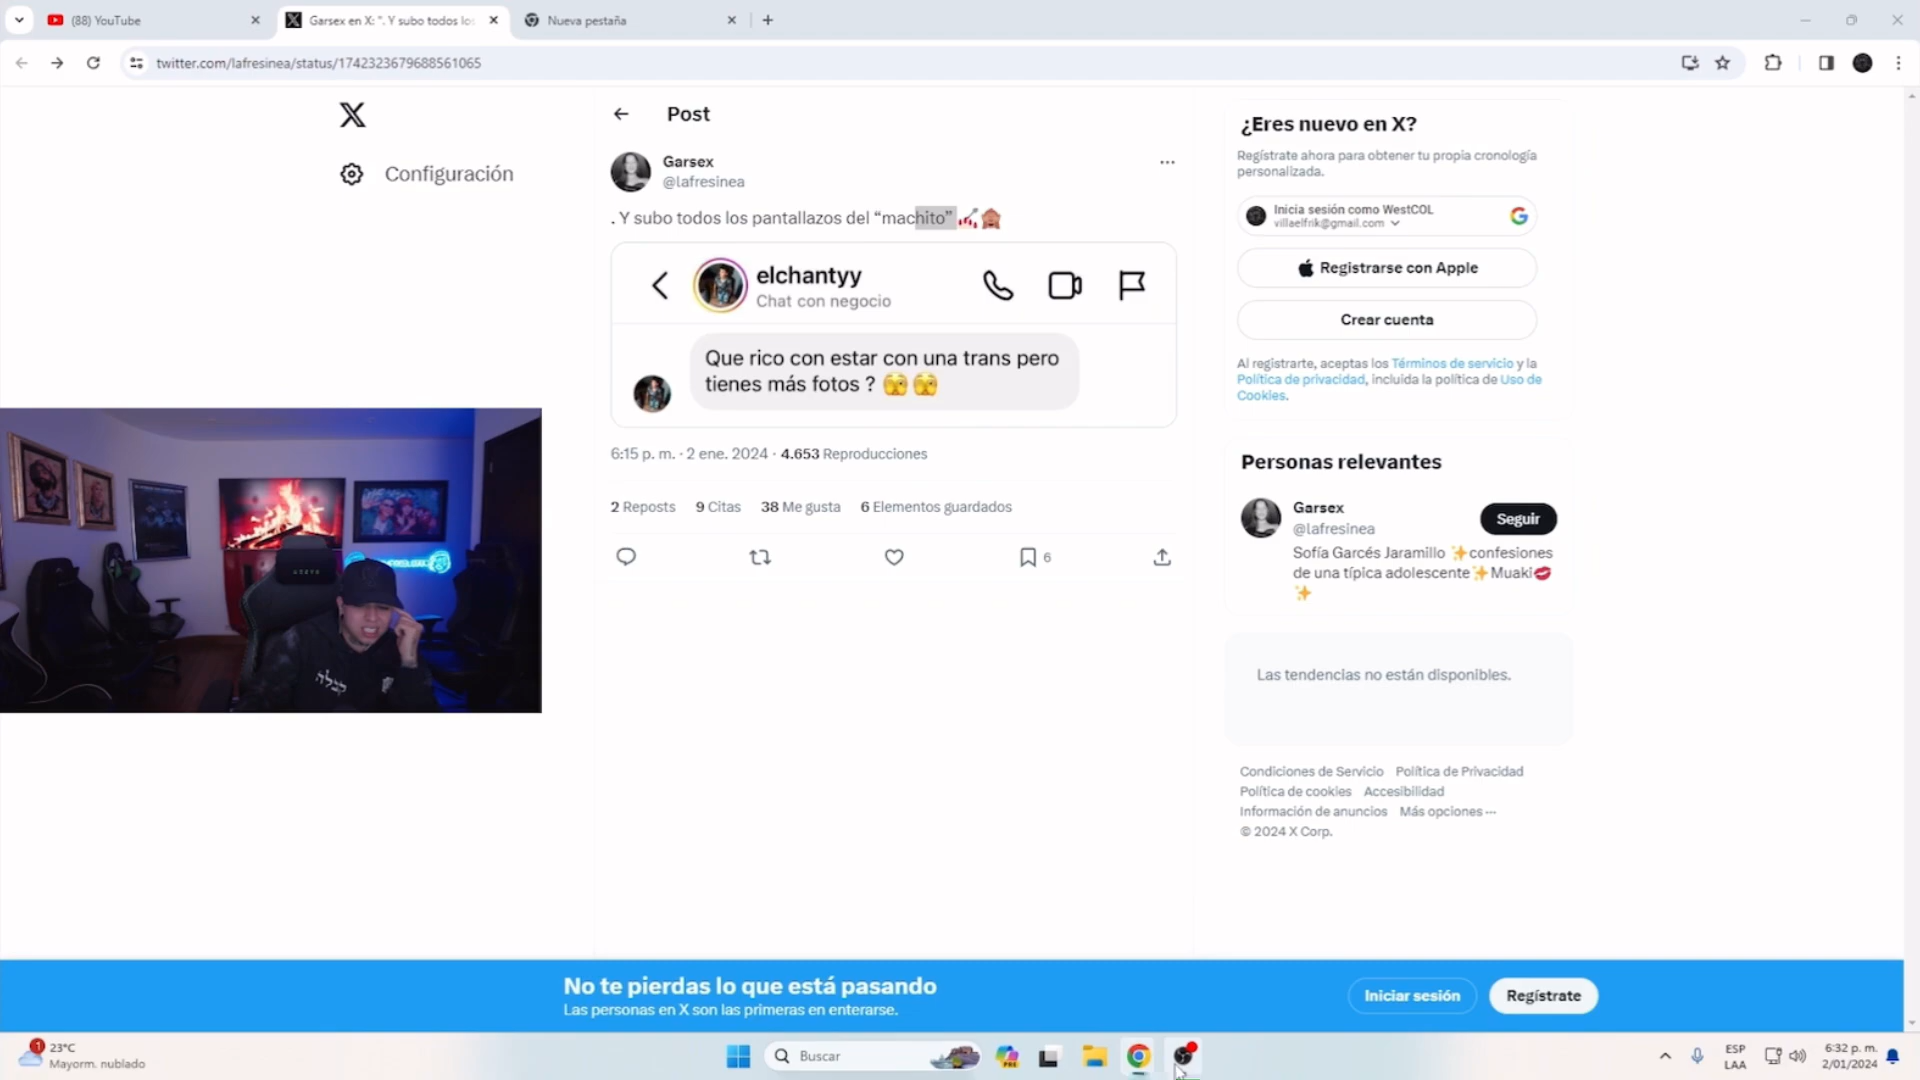 (88) YouTube
Garsex en X: ". Y subo todos los
Nueva pestaña
twitter.com/lafresinea/status/1742323679688561065
Configuración
Post
Garsex
@lafresinea
. Y subo todos los pantallazos del “machito” 💅🙈
elchantyy
Chat con negocio
Que rico con estar con una trans pero
tienes más fotos ? 🫣🫣
6:15 p. m. · 2 ene. 2024 · 4.653 Reproducciones
2 Reposts 9 Citas 38 Me gusta 6 Elementos guardados
6
¿Eres nuevo en X?
Regístrate ahora para obtener tu propia cronología
personalizada.
Inicia sesión como WestCOL
villaelfrik@gmail.com
Registrarse con Apple
Crear cuenta
Al registrarte, aceptas los Términos de servicio y la
Política de privacidad, incluida la política de Uso de
Cookies.
Personas relevantes
Garsex
@lafresinea
Seguir
Sofía Garcés Jaramillo ✨confesiones
de una típica adolescente✨Muaki💋
✨
Las tendencias no están disponibles.
Condiciones de Servicio Política de Privacidad
Política de cookies Accesibilidad
Información de anuncios Más opciones ···
© 2024 X Corp.
קבלה
No te pierdas lo que está pasando
Las personas en X son las primeras en enterarse.
Iniciar sesión
Regístrate
1
23°C
Mayorm. nublado
Buscar
PRE
ESP
LAA
6:32 p. m.
2/01/2024